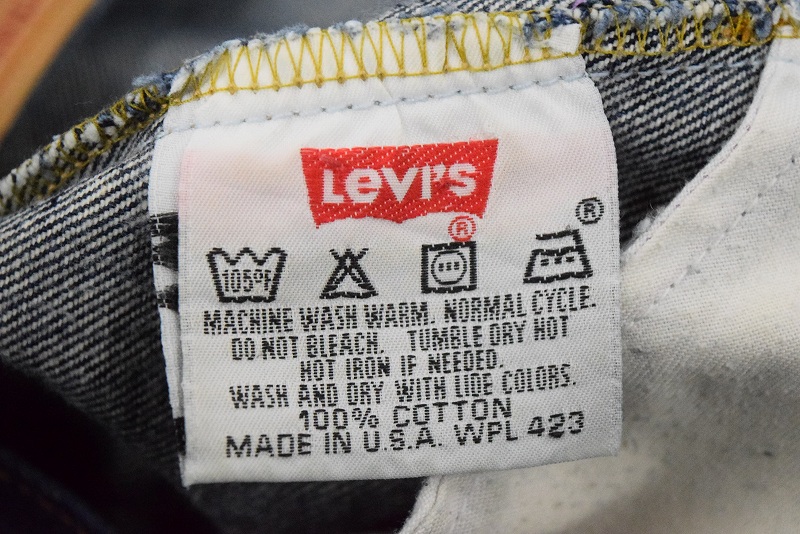 Levi's
®
®
105°F
MACHINE WASH WARM. NORMAL CYCLE.
DO NOT BLEACH. TUMBLE DRY HOT
HOT IRON IF NEEDED.
WASH AND DRY WITH LIDE COLORS.
100% COTTON
MADE IN U.S.A. WPL 423